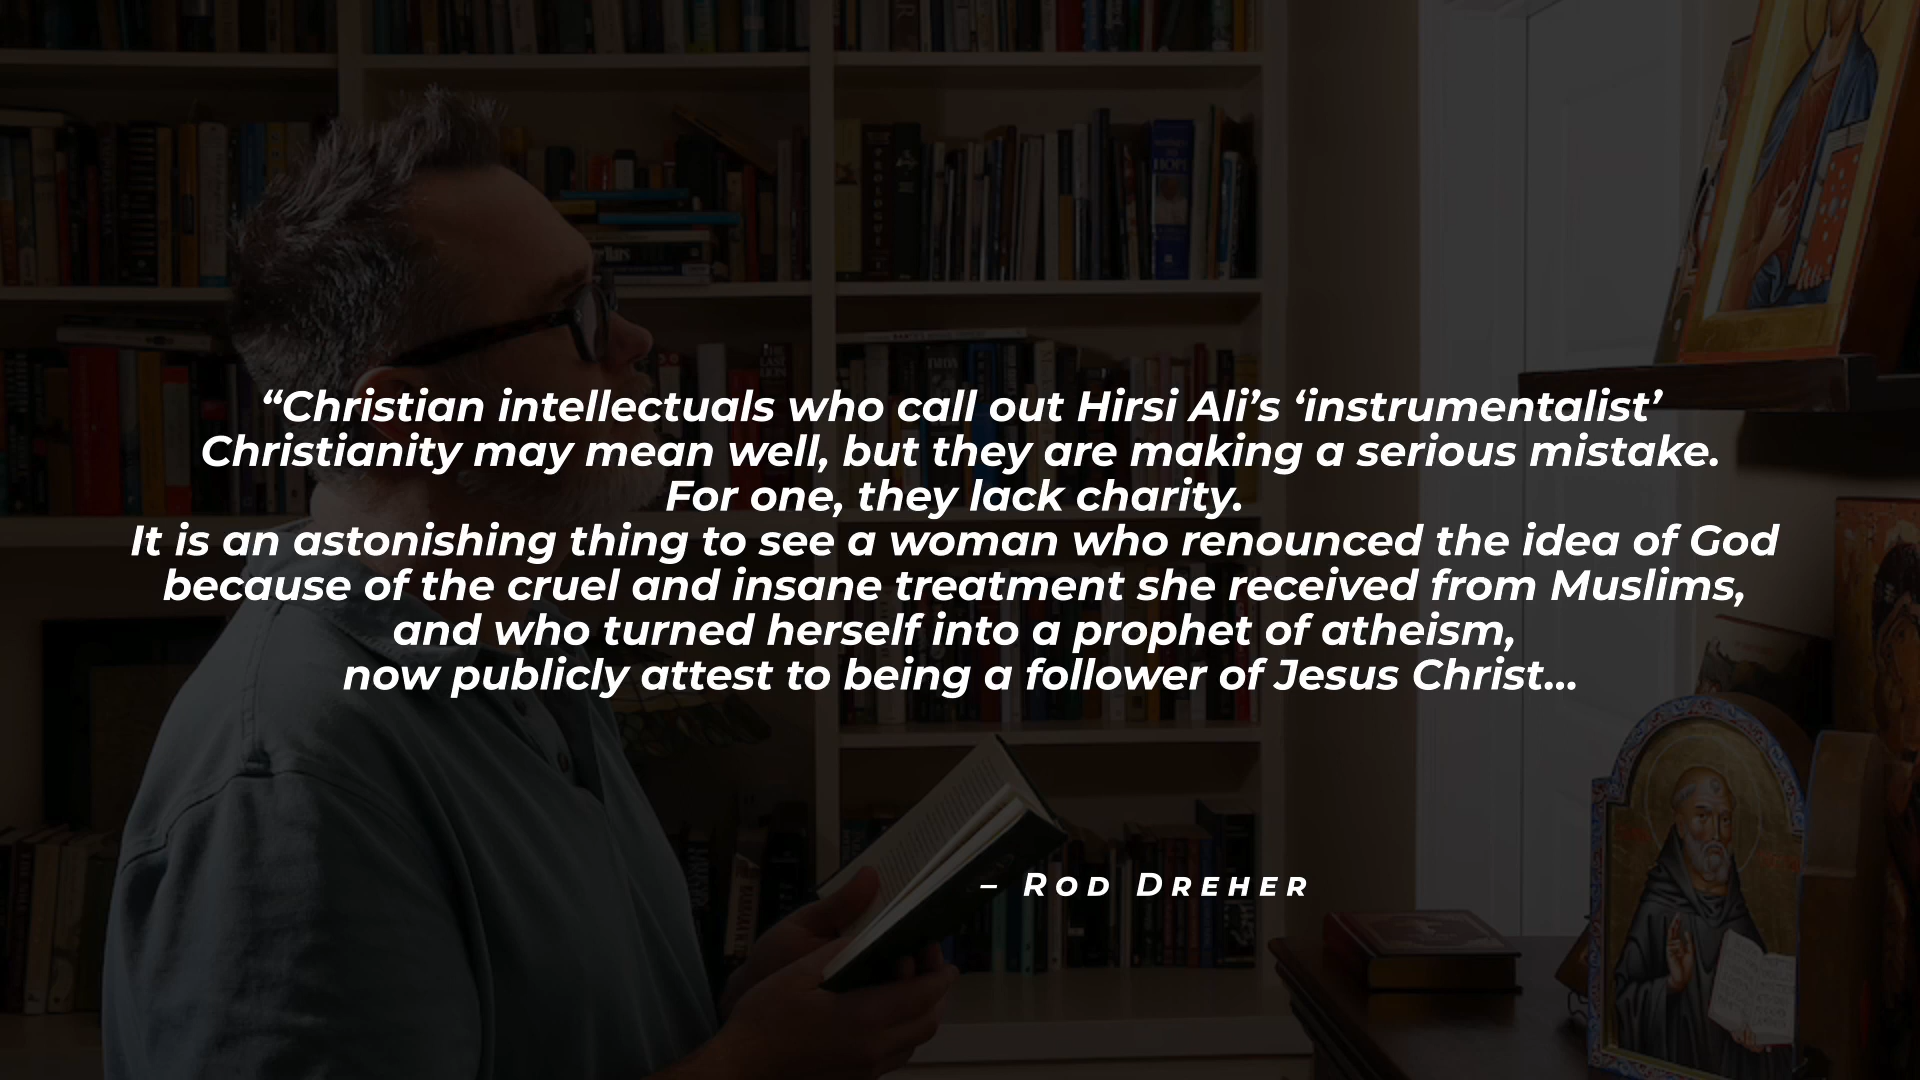 “Christian intellectuals who call out Hirsi Ali’s ‘instrumentalist’
Christianity may mean well, but they are making a serious mistake.
For one, they lack charity.
It is an astonishing thing to see a woman who renounced the idea of God
because of the cruel and insane treatment she received from Muslims,
and who turned herself into a prophet of atheism,
now publicly attest to being a follower of Jesus Christ...
– Rod Dreher